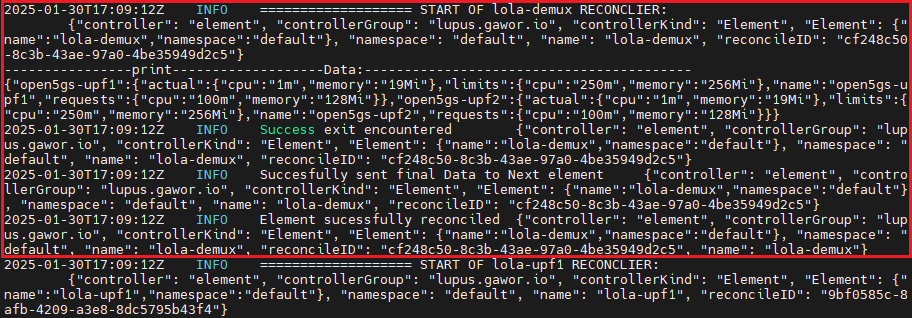 2025-01-30T17:09:12Z    INFO    =================== START OF lola-demux RECONCLIER:
        {"controller": "element", "controllerGroup": "lupus.gawor.io", "controllerKind": "Element", "Element": {"
name":"lola-demux","namespace":"default"}, "namespace": "default", "name": "lola-demux", "reconcileID": "cf248c50
-8c3b-43ae-97a0-4be35949d2c5"}
----------------print-------------------Data:-----------------------------------------
{"open5gs-upf1":{"actual":{"cpu":"1m","memory":"19Mi"},"limits":{"cpu":"250m","memory":"256Mi"},"name":"open5gs-u
pf1","requests":{"cpu":"100m","memory":"128Mi"}},"open5gs-upf2":{"actual":{"cpu":"1m","memory":"19Mi"},"limits":{
"cpu":"250m","memory":"256Mi"},"name":"open5gs-upf2","requests":{"cpu":"100m","memory":"128Mi"}}}
2025-01-30T17:09:12Z    INFO    Success exit encountered        {"controller": "element", "controllerGroup": "lup
us.gawor.io", "controllerKind": "Element", "Element": {"name":"lola-demux","namespace":"default"}, "namespace": "
default", "name": "lola-demux", "reconcileID": "cf248c50-8c3b-43ae-97a0-4be35949d2c5"}
2025-01-30T17:09:12Z    INFO    Succesfully sent final Data to Next element     {"controller": "element", "contro
llerGroup": "lupus.gawor.io", "controllerKind": "Element", "Element": {"name":"lola-demux","namespace":"default"}
, "namespace": "default", "name": "lola-demux", "reconcileID": "cf248c50-8c3b-43ae-97a0-4be35949d2c5"}
2025-01-30T17:09:12Z    INFO    Element sucessfully reconciled  {"controller": "element", "controllerGroup": "lup
us.gawor.io", "controllerKind": "Element", "Element": {"name":"lola-demux","namespace":"default"}, "namespace": "
default", "name": "lola-demux", "reconcileID": "cf248c50-8c3b-43ae-97a0-4be35949d2c5", "name": "lola-demux"}
2025-01-30T17:09:12Z    INFO    =================== START OF lola-upf1 RECONCLIER:
        {"controller": "element", "controllerGroup": "lupus.gawor.io", "controllerKind": "Element", "Element": {"
name":"lola-upf1","namespace":"default"}, "namespace": "default", "name": "lola-upf1", "reconcileID": "9bf0585c-8
afb-4209-a3e8-8dc5795b43f4"}